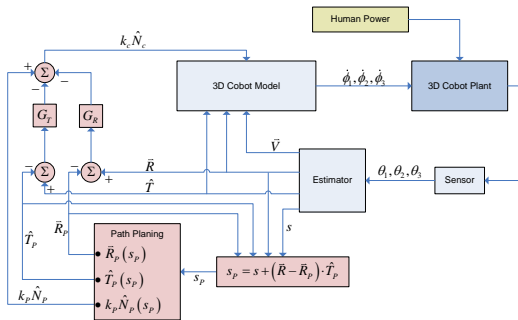 Human Power
k_c N̂_c
+
Σ
−
−
3D Cobot Model
φ̇₁, φ̇₂, φ̇₃
3D Cobot Plant
G_T
G_R
V⃗
−
Σ
+
−
Σ
+
R⃗
T̂
Estimator
θ₁, θ₂, θ₃
Sensor
s
T̂_P
R⃗_P
Path Planing
• R⃗_P (s_P)
• T̂_P (s_P)
• k_P N̂_P (s_P)
s_P
s_P = s + (R⃗ − R⃗_P) · T̂_P
k_P N̂_P